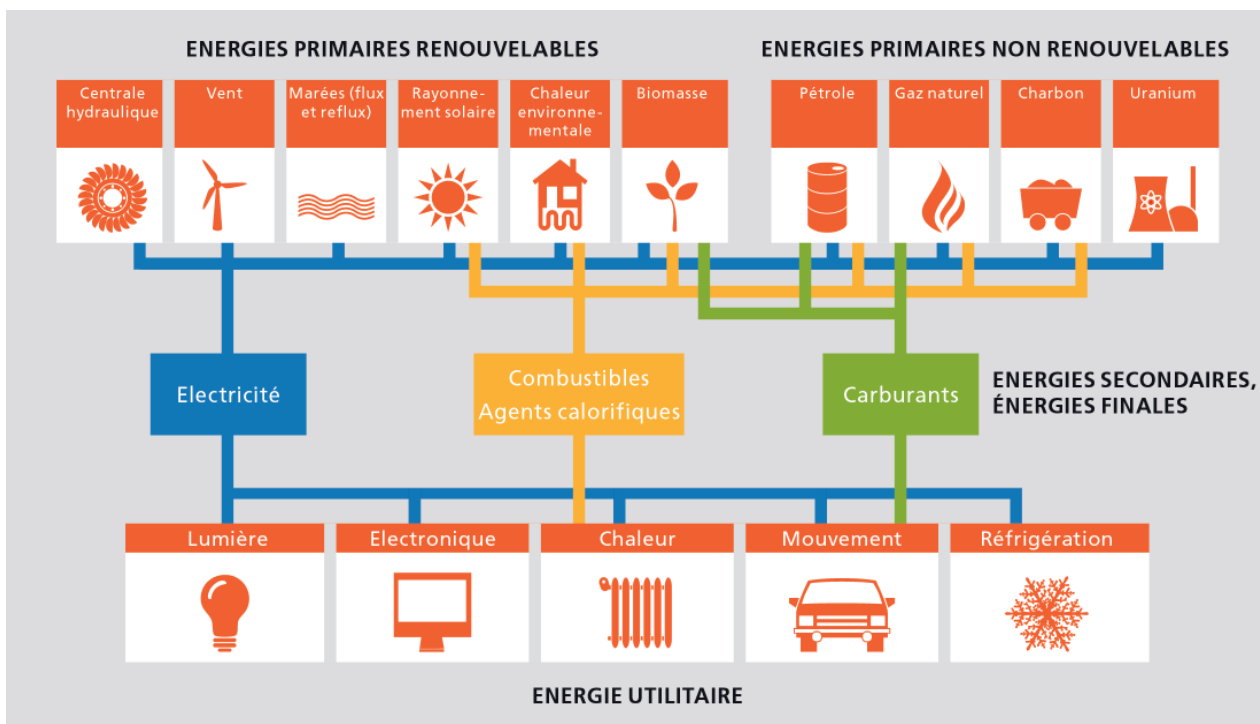 ENERGIES PRIMAIRES RENOUVELABLES
ENERGIES PRIMAIRES NON RENOUVELABLES
Centrale
hydraulique
Vent
Marées (flux
et reflux)
Rayonne-
ment solaire
Chaleur
environne-
mentale
Biomasse
Pétrole
Gaz naturel
Charbon
Uranium
Electricité
Combustibles
Agents calorifiques
Carburants
ENERGIES SECONDAIRES,
ÉNERGIES FINALES
Lumière
Electronique
Chaleur
Mouvement
Réfrigération
ENERGIE UTILITAIRE